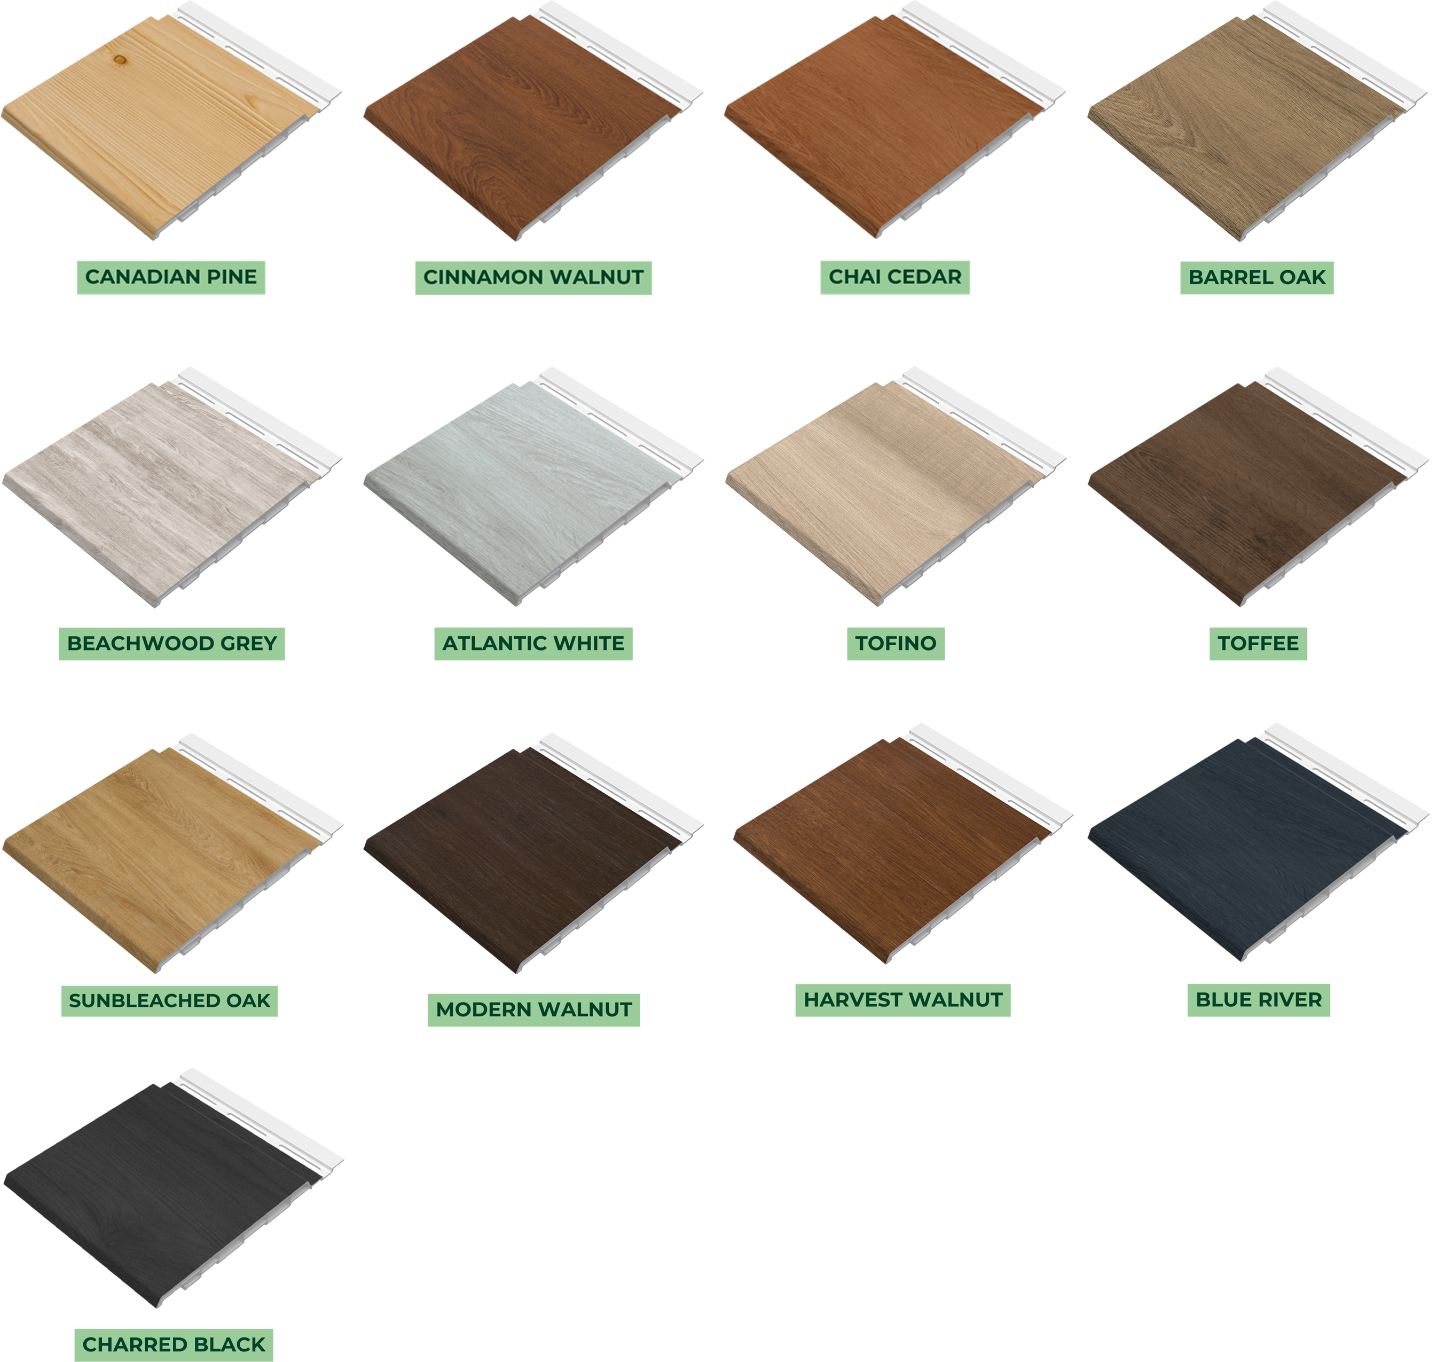 CANADIAN PINE
CINNAMON WALNUT
CHAI CEDAR
BARREL OAK
BEACHWOOD GREY
ATLANTIC WHITE
TOFINO
TOFFEE
SUNBLEACHED OAK
MODERN WALNUT
HARVEST WALNUT
BLUE RIVER
CHARRED BLACK